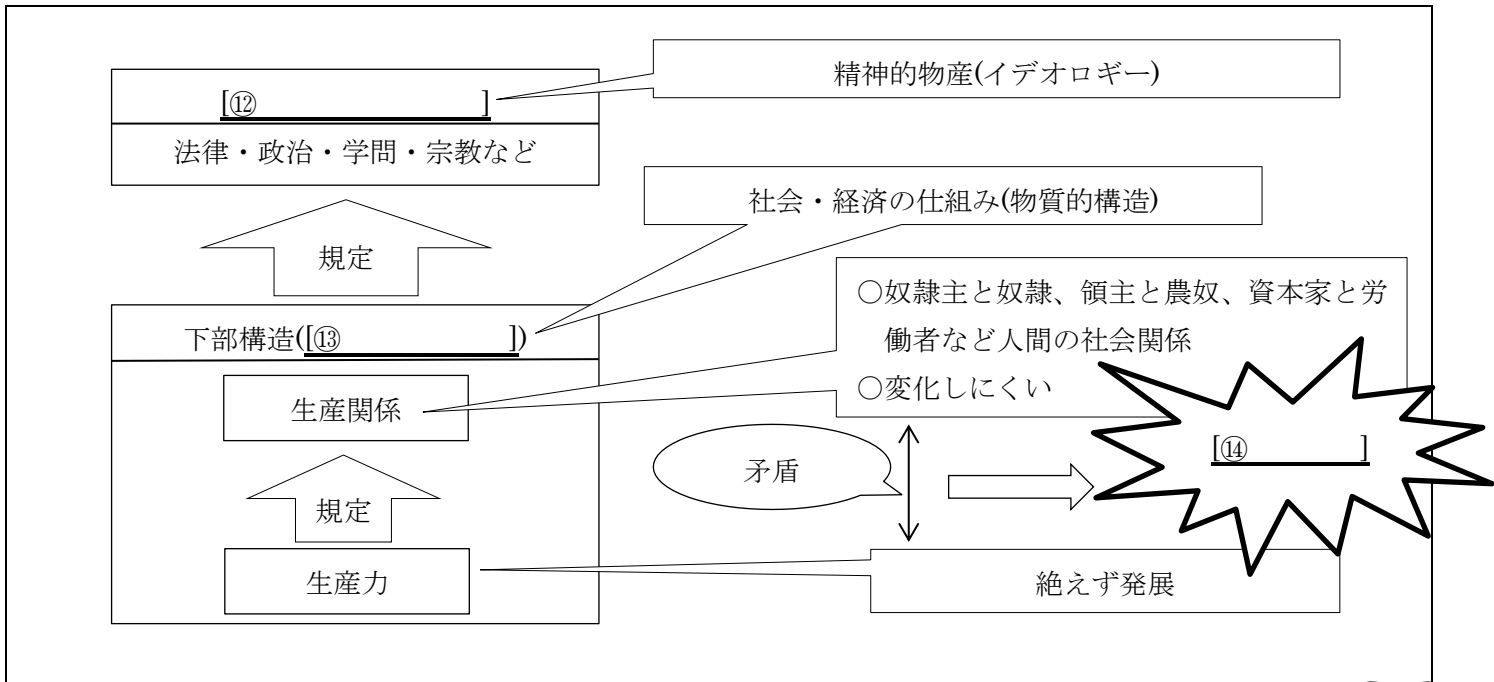 精神的物産(イデオロギー)
[⑫ ]
法律・政治・学問・宗教など
社会・経済の仕組み(物質的構造)
規定
○奴隷主と奴隷、領主と農奴、資本家と労
働者など人間の社会関係
○変化しにくい
下部構造([⑬ ])
生産関係
[⑭ ]
矛盾
規定
生産力
絶えず発展